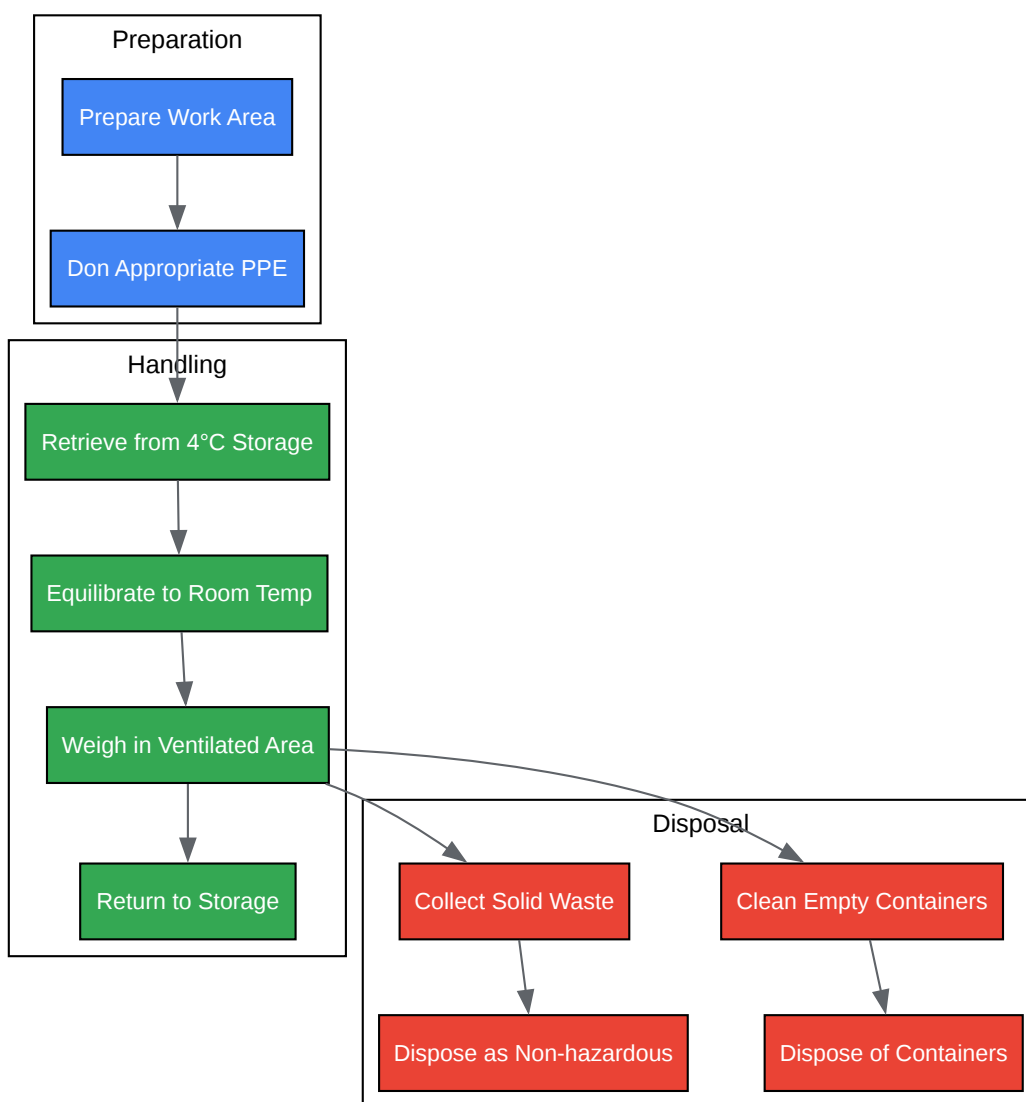 Preparation
Prepare Work Area
Don Appropriate PPE
Handling
Retrieve from 4°C Storage
Equilibrate to Room Temp
Weigh in Ventilated Area
Return to Storage
Disposal
Collect Solid Waste
Clean Empty Containers
Dispose as Non-hazardous
Dispose of Containers